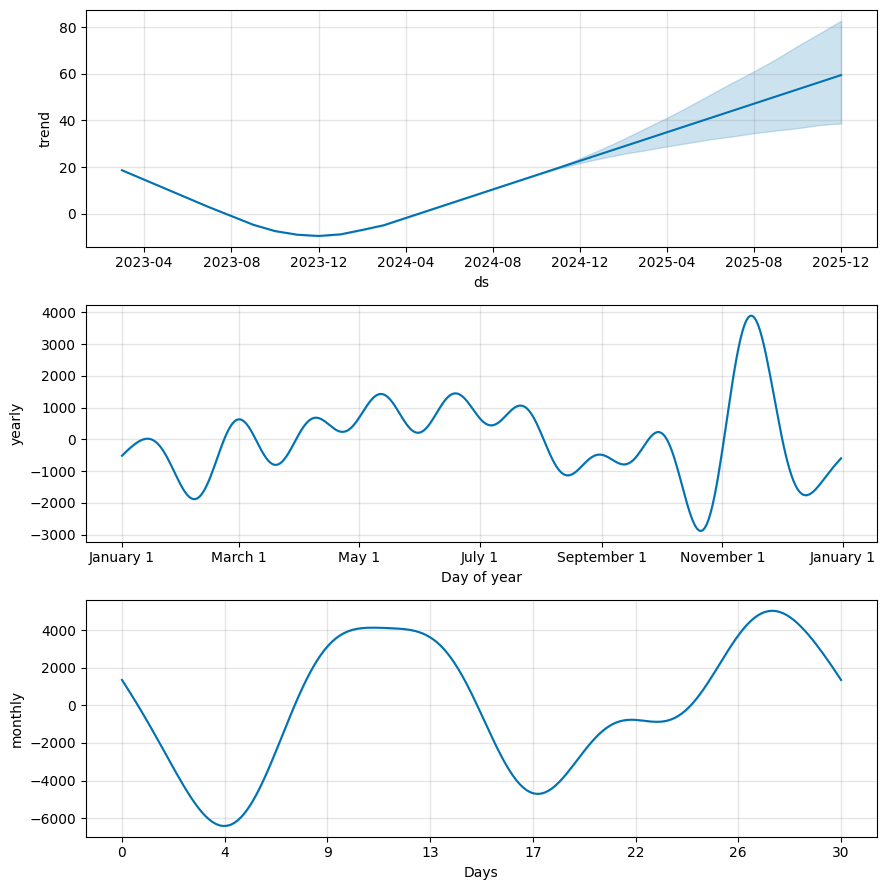 80
60
40
20
0
trend
2023-04 2023-08 2023-12 2024-04 2024-08 2024-12 2025-04 2025-08 2025-12
ds
4000
3000
2000
1000
0
−1000
−2000
−3000
yearly
January 1 March 1 May 1 July 1 September 1 November 1 January 1
Day of year
4000
2000
0
−2000
−4000
−6000
monthly
0 4 9 13 17 22 26 30
Days